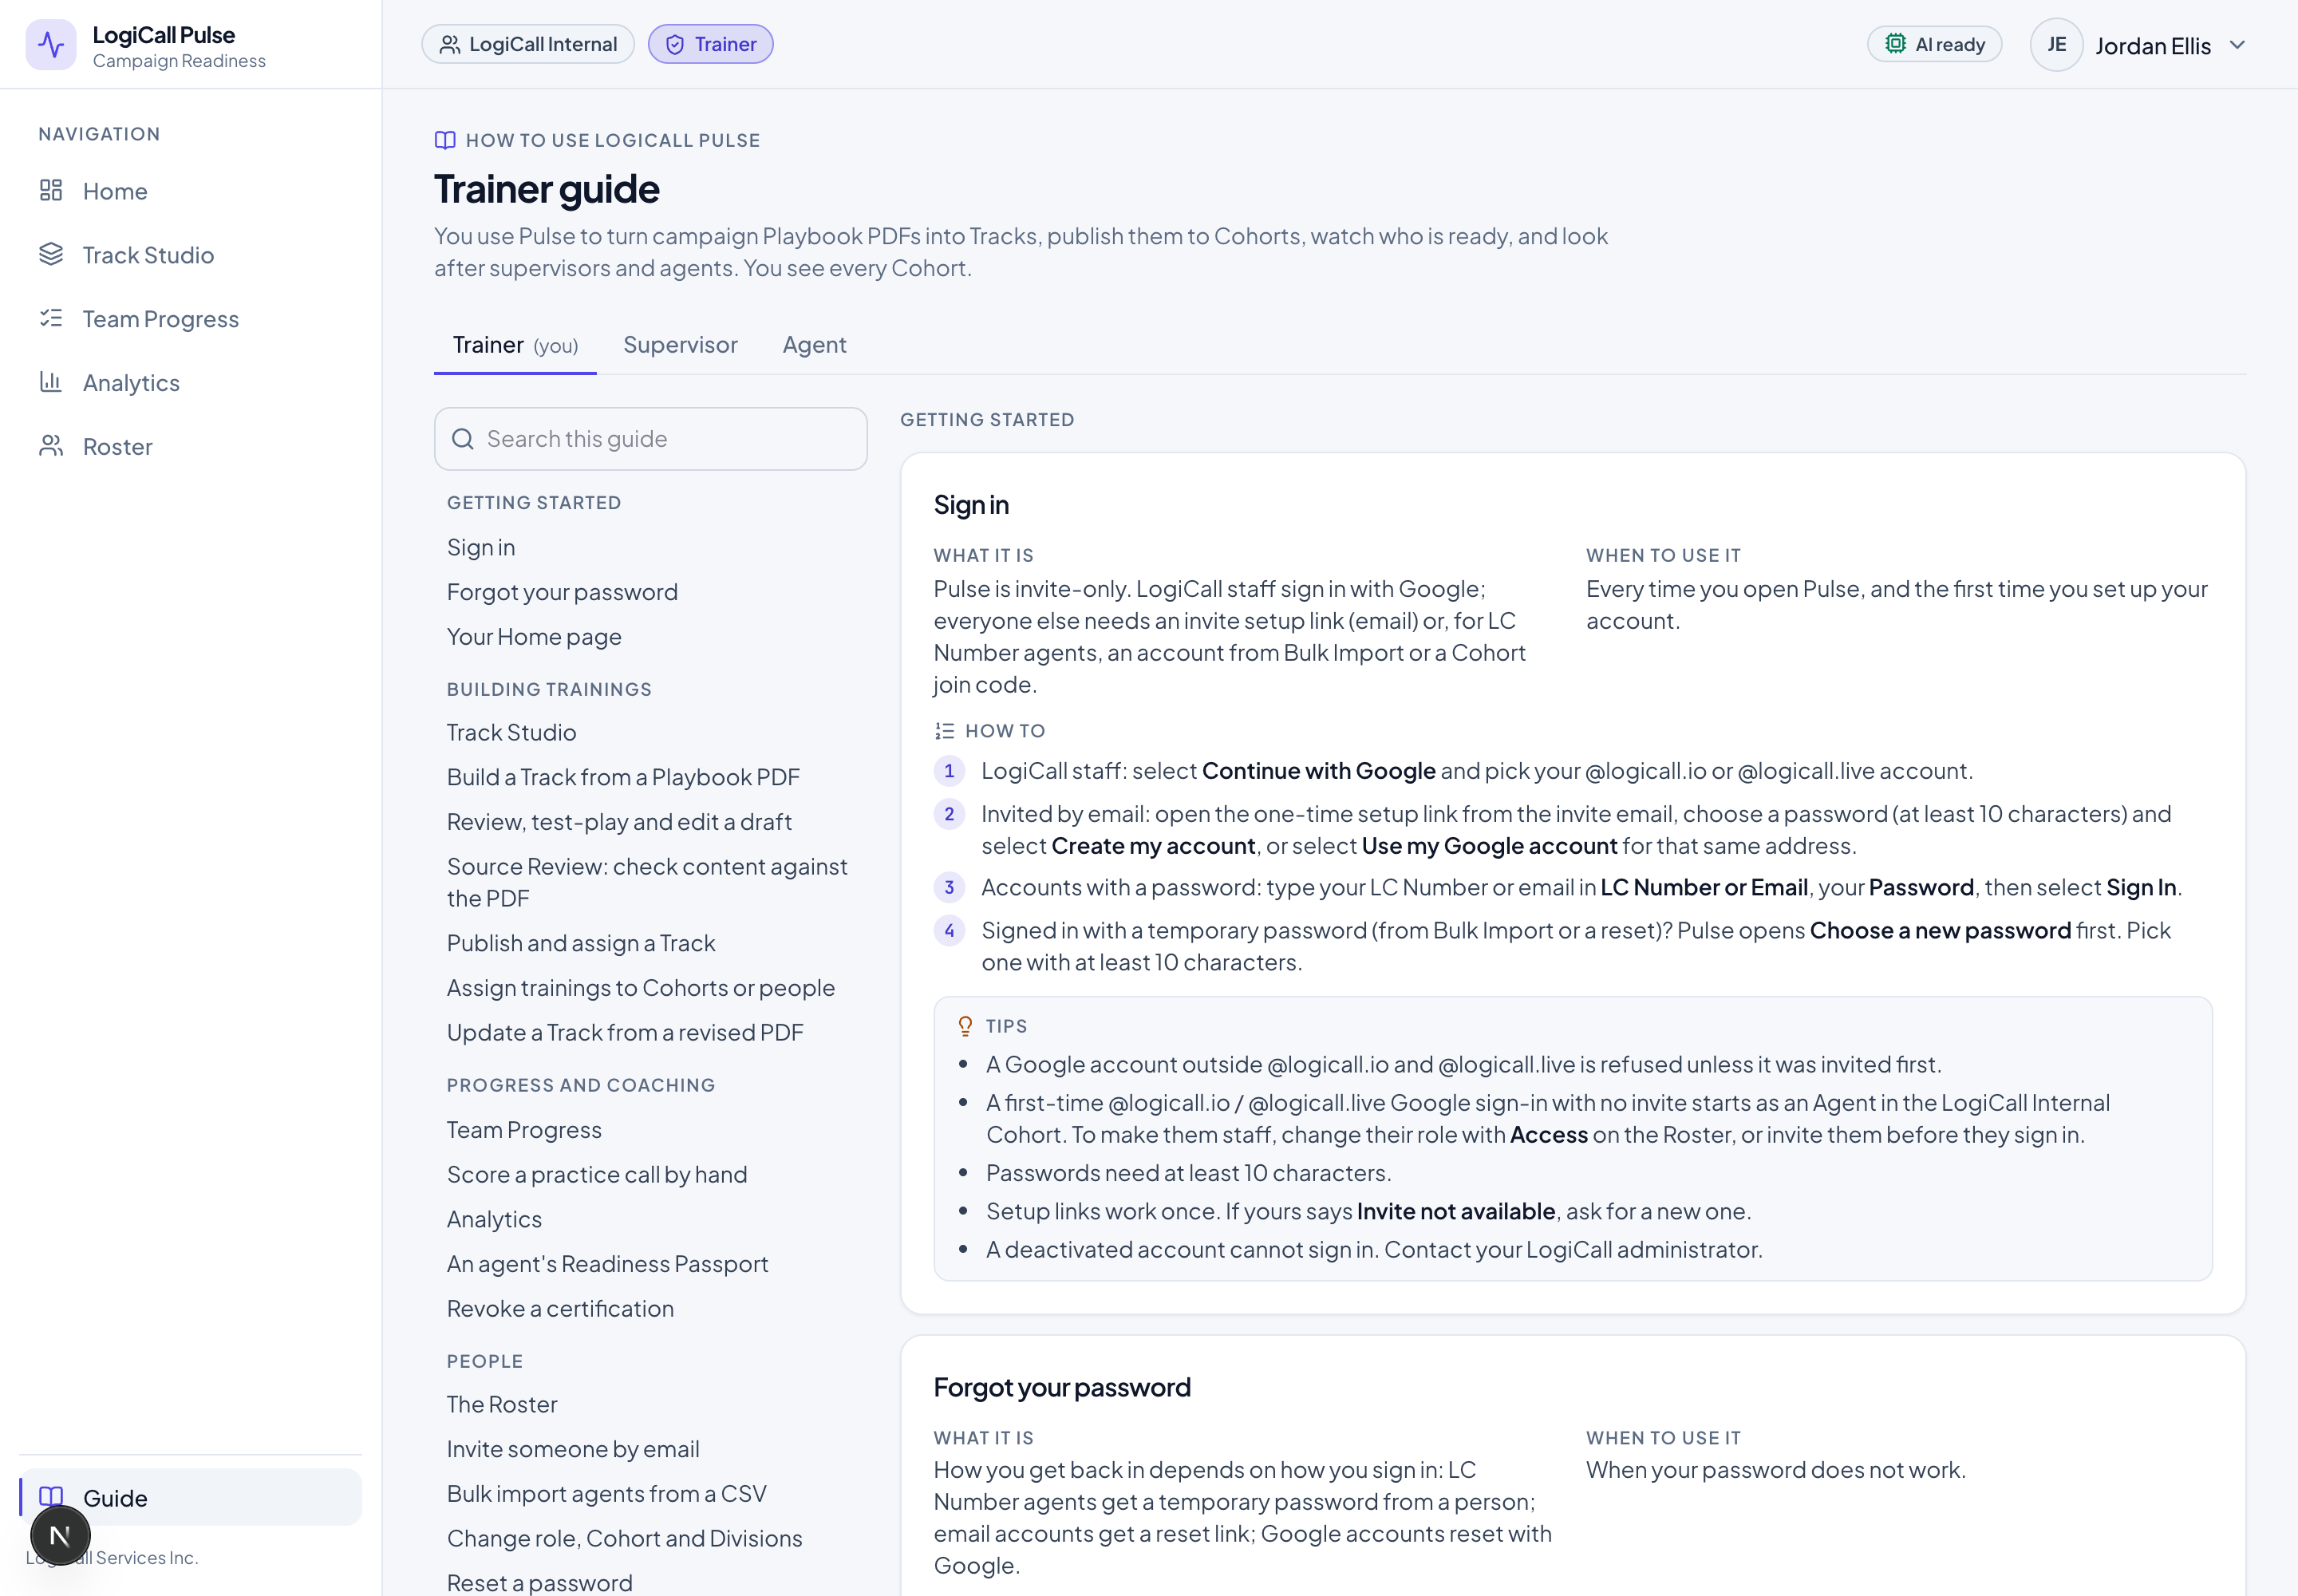 LogiCall Pulse
Campaign Readiness
LogiCall Internal
Trainer
AI ready
JE
Jordan Ellis
NAVIGATION
Home
Track Studio
Team Progress
Analytics
Roster
Guide
N
HOW TO USE LOGICALL PULSE
Trainer guide
You use Pulse to turn campaign Playbook PDFs into Tracks, publish them to Cohorts, watch who is ready, and look
after supervisors and agents. You see every Cohort.
Trainer (you)
Supervisor
Agent
Search this guide
GETTING STARTED
Sign in
Forgot your password
Your Home page
BUILDING TRAININGS
Track Studio
Build a Track from a Playbook PDF
Review, test-play and edit a draft
Source Review: check content against
the PDF
Publish and assign a Track
Assign trainings to Cohorts or people
Update a Track from a revised PDF
PROGRESS AND COACHING
Team Progress
Score a practice call by hand
Analytics
An agent's Readiness Passport
Revoke a certification
PEOPLE
The Roster
Invite someone by email
Bulk import agents from a CSV
Change role, Cohort and Divisions
Reset a password
GETTING STARTED
Sign in
WHAT IT IS
Pulse is invite-only. LogiCall staff sign in with Google;
everyone else needs an invite setup link (email) or, for LC
Number agents, an account from Bulk Import or a Cohort
join code.
WHEN TO USE IT
Every time you open Pulse, and the first time you set up your
account.
HOW TO
1 LogiCall staff: select Continue with Google and pick your @logicall.io or @logicall.live account.
2 Invited by email: open the one-time setup link from the invite email, choose a password (at least 10 characters) and
select Create my account, or select Use my Google account for that same address.
3 Accounts with a password: type your LC Number or email in LC Number or Email, your Password, then select Sign In.
4 Signed in with a temporary password (from Bulk Import or a reset)? Pulse opens Choose a new password first. Pick
one with at least 10 characters.
TIPS
• A Google account outside @logicall.io and @logicall.live is refused unless it was invited first.
• A first-time @logicall.io / @logicall.live Google sign-in with no invite starts as an Agent in the LogiCall Internal
Cohort. To make them staff, change their role with Access on the Roster, or invite them before they sign in.
• Passwords need at least 10 characters.
• Setup links work once. If yours says Invite not available, ask for a new one.
• A deactivated account cannot sign in. Contact your LogiCall administrator.
Forgot your password
WHAT IT IS
How you get back in depends on how you sign in: LC
Number agents get a temporary password from a person;
email accounts get a reset link; Google accounts reset with
Google.
WHEN TO USE IT
When your password does not work.
Services Inc.